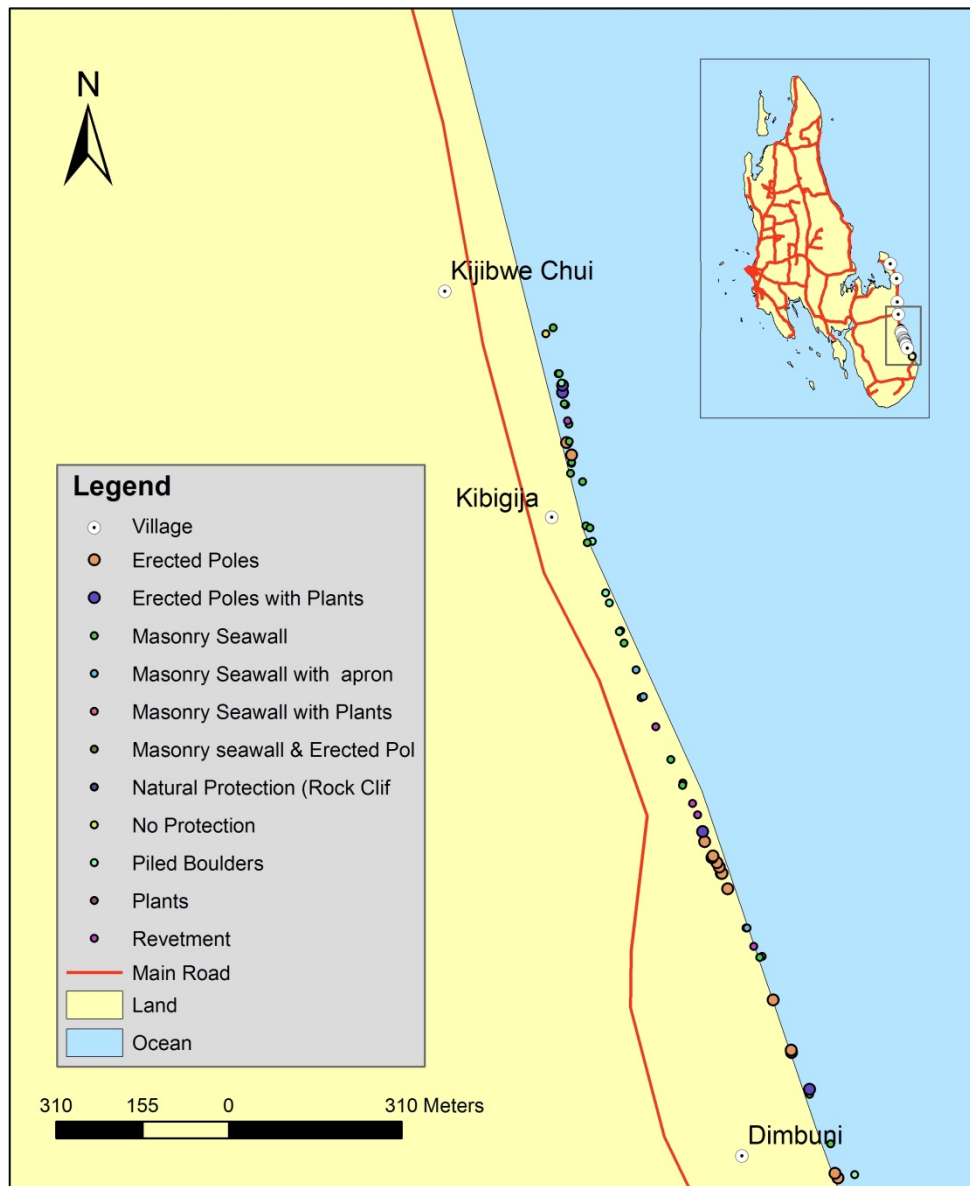 N
Kijibwe Chui
Kibigija
Legend
Village
Erected Poles
Erected Poles with Plants
Masonry Seawall
Masonry Seawall with apron
Masonry Seawall with Plants
Masonry seawall & Erected Pol
Natural Protection (Rock Clif
No Protection
Piled Boulders
Plants
Revetment
Main Road
Land
Ocean
310 155 0 310 Meters
Dimbuni